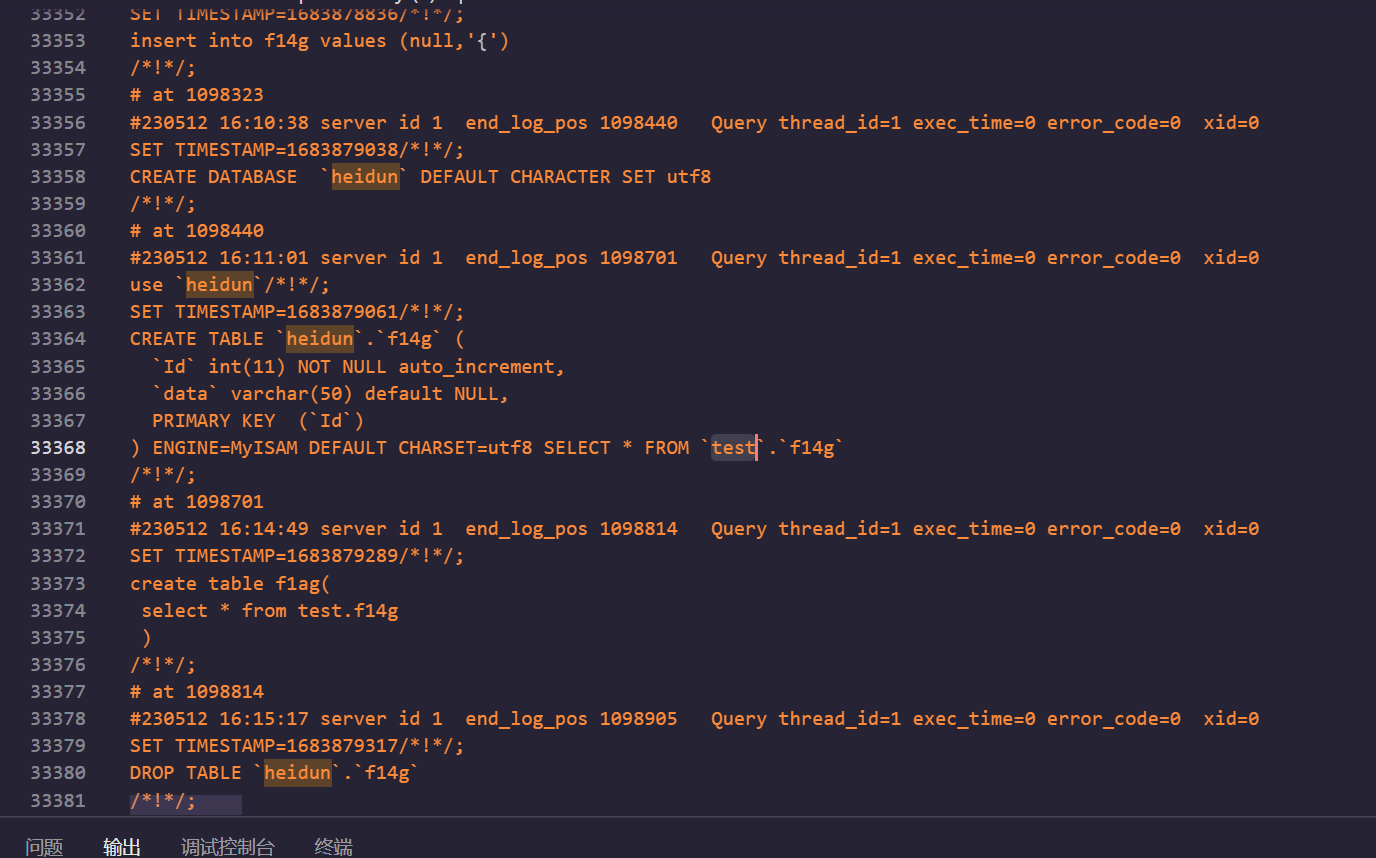 33352 SET TIMESTAMP=1683878836/*!*/;
33353 insert into f14g values (null,'{')
33354 /*!*/;
33355 # at 1098323
33356 #230512 16:10:38 server id 1  end_log_pos 1098440   Query thread_id=1 exec_time=0 error_code=0  xid=0
33357 SET TIMESTAMP=1683879038/*!*/;
33358 CREATE DATABASE  `heidun` DEFAULT CHARACTER SET utf8
33359 /*!*/;
33360 # at 1098440
33361 #230512 16:11:01 server id 1  end_log_pos 1098701   Query thread_id=1 exec_time=0 error_code=0  xid=0
33362 use `heidun`/*!*/;
33363 SET TIMESTAMP=1683879061/*!*/;
33364 CREATE TABLE `heidun`.`f14g` (
33365   `Id` int(11) NOT NULL auto_increment,
33366   `data` varchar(50) default NULL,
33367   PRIMARY KEY  (`Id`)
33368 ) ENGINE=MyISAM DEFAULT CHARSET=utf8 SELECT * FROM `test`.`f14g`
33369 /*!*/;
33370 # at 1098701
33371 #230512 16:14:49 server id 1  end_log_pos 1098814   Query thread_id=1 exec_time=0 error_code=0  xid=0
33372 SET TIMESTAMP=1683879289/*!*/;
33373 create table f1ag(
33374  select * from test.f14g
33375  )
33376 /*!*/;
33377 # at 1098814
33378 #230512 16:15:17 server id 1  end_log_pos 1098905   Query thread_id=1 exec_time=0 error_code=0  xid=0
33379 SET TIMESTAMP=1683879317/*!*/;
33380 DROP TABLE `heidun`.`f14g`
33381 /*!*/;
问题 输出 调试控制台 终端